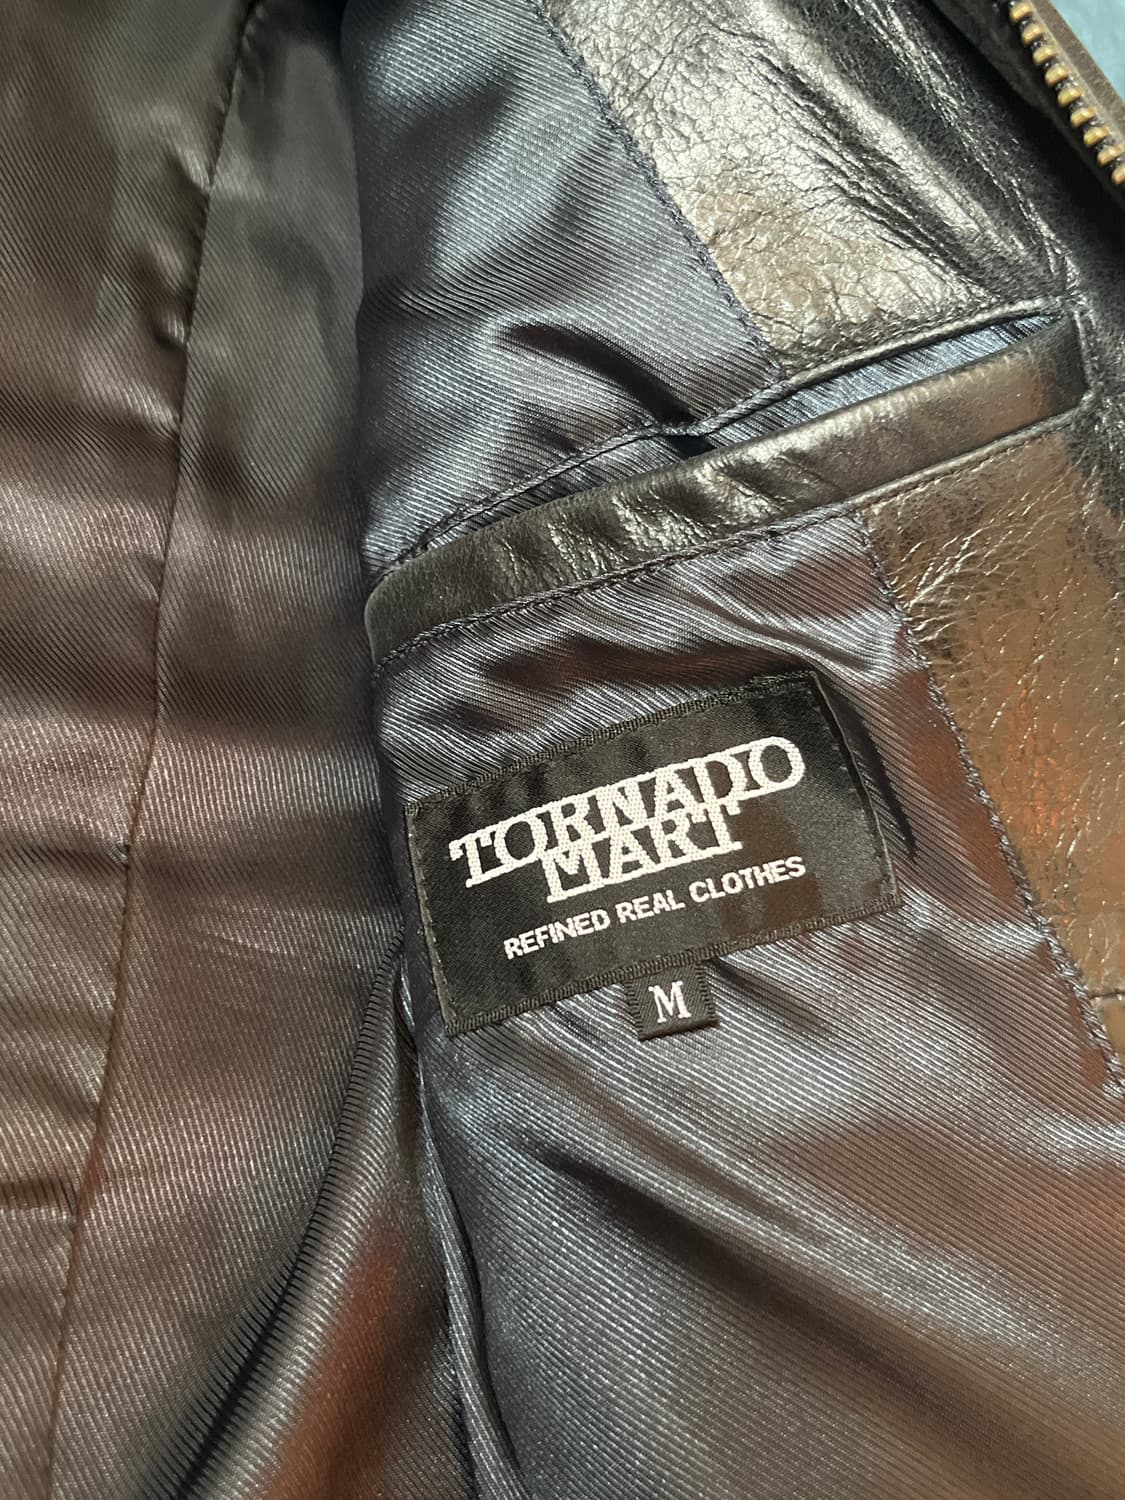 TORNADO
MART
REFINED REAL CLOTHES
M